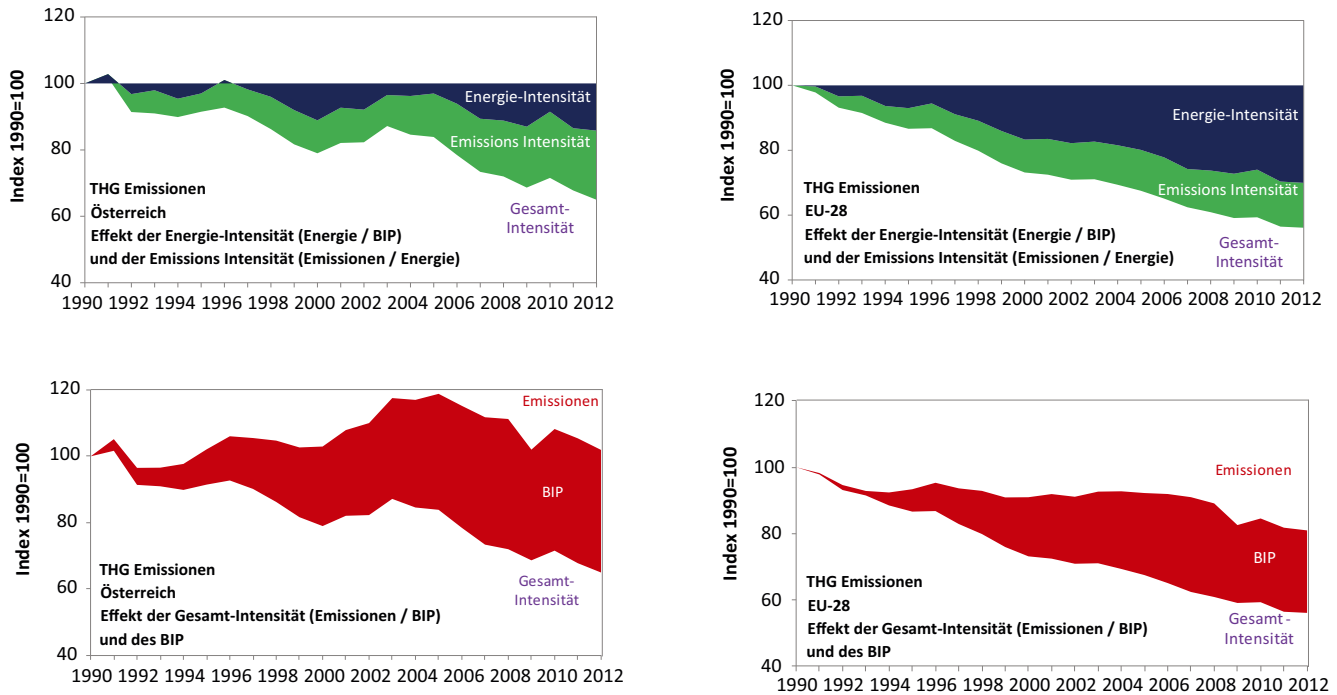 120
100
80
60
40
Index 1990=100
Energie-Intensität
Emissions Intensität
THG Emissionen
Österreich
Effekt der Energie-Intensität (Energie / BIP)
und der Emissions Intensität (Emissionen / Energie)
Gesamt-
Intensität
1990 1992 1994 1996 1998 2000 2002 2004 2006 2008 2010 2012
120
100
80
60
40
Index 1990=100
Energie-Intensität
Emissions Intensität
THG Emissionen
EU-28
Effekt der Energie-Intensität (Energie / BIP)
und der Emissions Intensität (Emissionen / Energie)
Gesamt-
Intensität
1990 1992 1994 1996 1998 2000 2002 2004 2006 2008 2010 2012
120
100
80
60
40
Index 1990=100
Emissionen
BIP
THG Emissionen
Österreich
Effekt der Gesamt-Intensität (Emissionen / BIP)
und des BIP
Gesamt-
Intensität
1990 1992 1994 1996 1998 2000 2002 2004 2006 2008 2010 2012
120
100
80
60
40
Index 1990=100
Emissionen
BIP
THG Emissionen
EU-28
Effekt der Gesamt-Intensität (Emissionen / BIP)
und des BIP
Gesamt-
Intensität
1990 1992 1994 1996 1998 2000 2002 2004 2006 2008 2010 2012